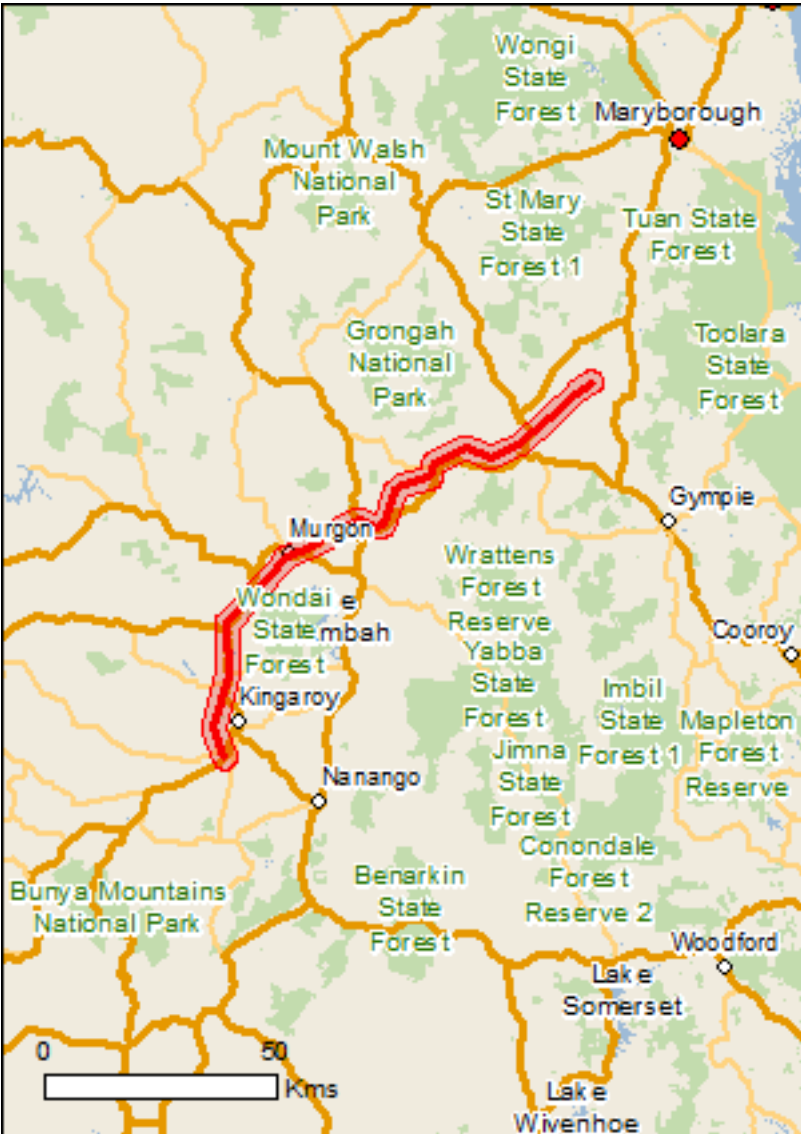 Wongi
State
Forest
Maryborough
Mount Walsh
National
Park
St Mary
State
Forest 1
Tuan State
Forest
Grongah
National
Park
Toolara
State
Forest
Gympie
Murgon
Wrattens
Forest
Reserve
Wondai
State
Forest
e
mbah
Cooroy
Yabba
State
Forest
Kingaroy
Imbil
State
Forest 1
Mapleton
Forest
Reserve
Jimna
State
Forest
Nanango
Conondale
Forest
Reserve 2
Benarkin
State
Forest
Bunya Mountains
National Park
Woodford
Lake
Somerset
0 50
Kms
Lake
Wivenhoe